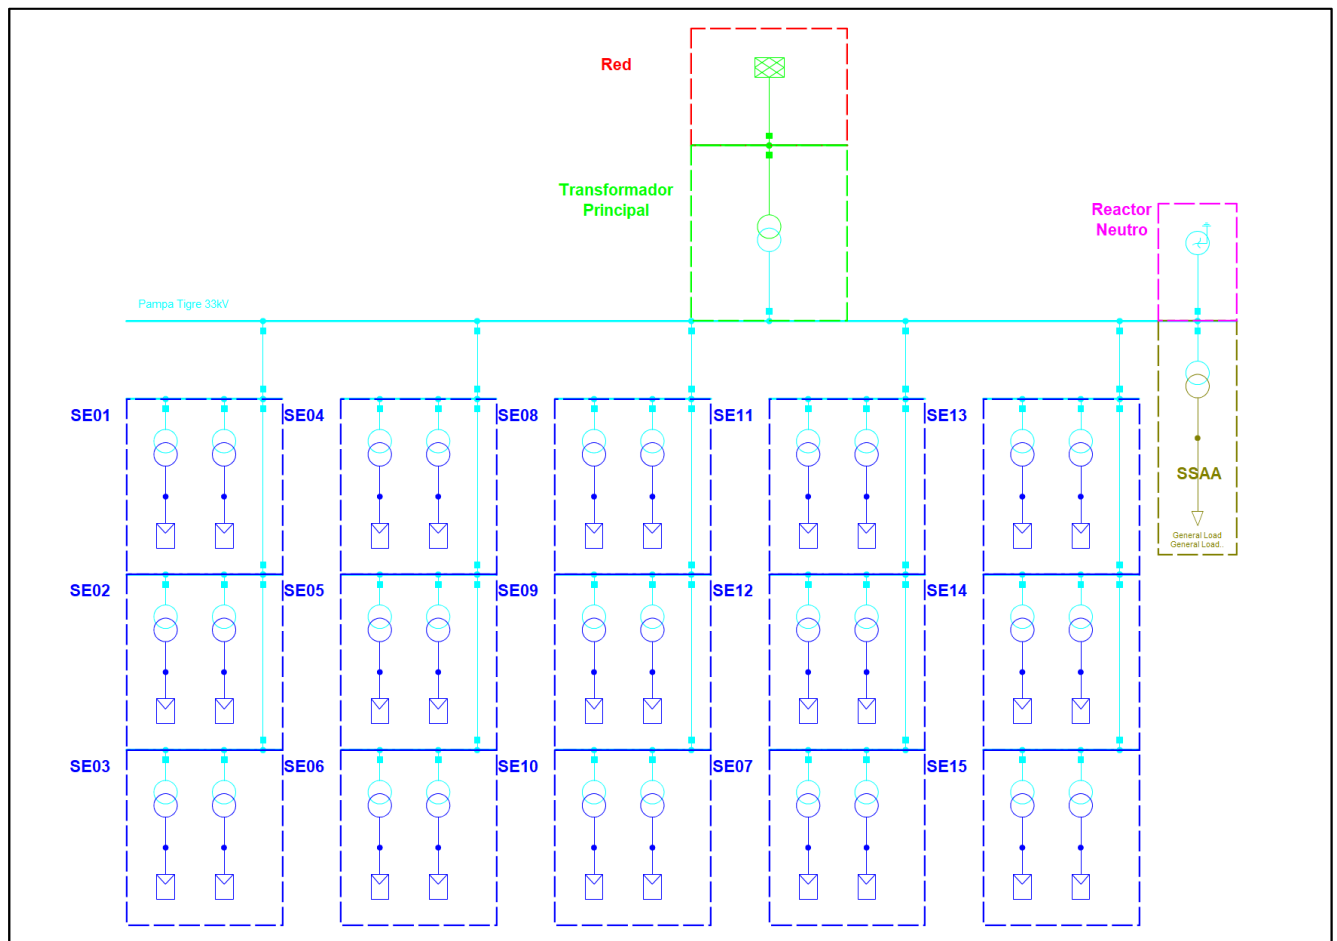 Red
Transformador
Principal
Reactor
Neutro
Pampa Tigre 33kV
SE01
SE04
SE08
SE11
SE13
SSAA
General Load
General Load..
SE02
SE05
SE09
SE12
SE14
SE03
SE06
SE10
SE07
SE15